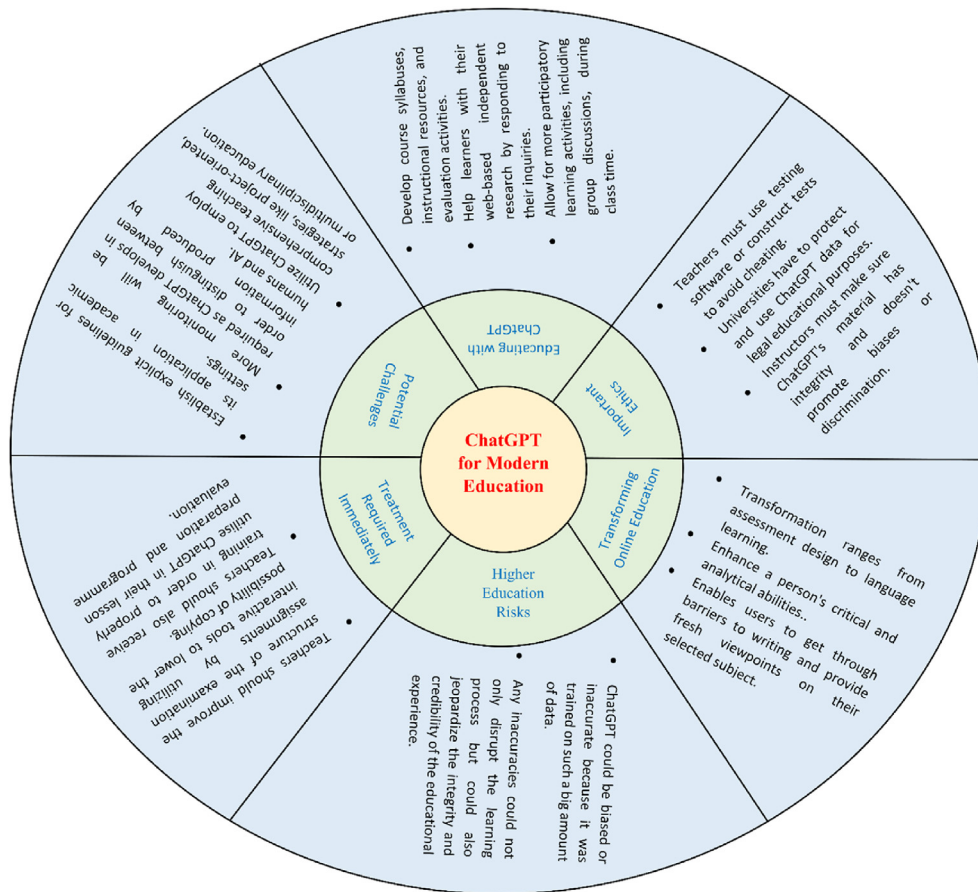 ChatGPT
for Modern
Education
Educating with
ChatGPT
• Develop course syllabuses,
instructional resources, and
evaluation activities.
• Help learners with their
web-based independent
research by responding to
their inquiries.
• Allow for more participatory
learning activities, including
group discussions, during
class time.
Important
Ethics
• Teachers must use testing
software or construct tests
to avoid cheating.
• Universities have to protect
and use ChatGPT data for
legal educational purposes.
• Instructors must make sure
ChatGPT's material has
integrity and doesn't
promote biases or
discrimination.
Transforming
Online Education
• Transformation ranges from
assessment design to language
learning.
• Enhance a person's critical and
analytical abilities..
• Enables users to get through
barriers to writing and provide
fresh viewpoints on their
selected subject.
Higher
Education
Risks
• ChatGPT could be biased or
inaccurate because it was
trained on such a big amount
of data.
• Any inaccuracies could not
only disrupt the learning
process but could also
jeopardize the integrity and
credibility of the educational
experience.
Treatment
Required
Immediately
• Teachers should improve the
structure of the examination
assignments by utilizing
interactive tools to lower the
possibility of copying.
• Teachers should also receive
training in order to properly
utilise ChatGPT in their lesson
preparation and programme
evaluation.
Potential
Challenges
• Establish explicit guidelines for
its application in academic
settings.
• More monitoring will be
required as ChatGPT develops in
order to distinguish between
information produced by
humans and AI.
• Utilize ChatGPT to employ
comprehensive teaching
strategies, like project-oriented,
or multidisciplinary education.